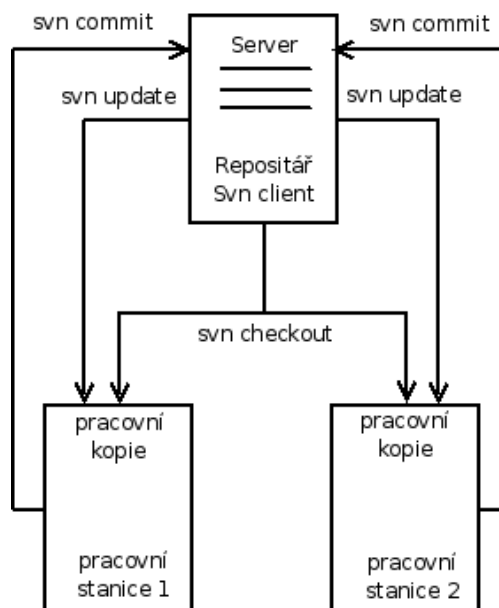 svn commit
svn commit
Server
svn update
svn update
Repositář
Svn client
svn checkout
pracovní
kopie
pracovní
kopie
pracovní
stanice 1
pracovní
stanice 2